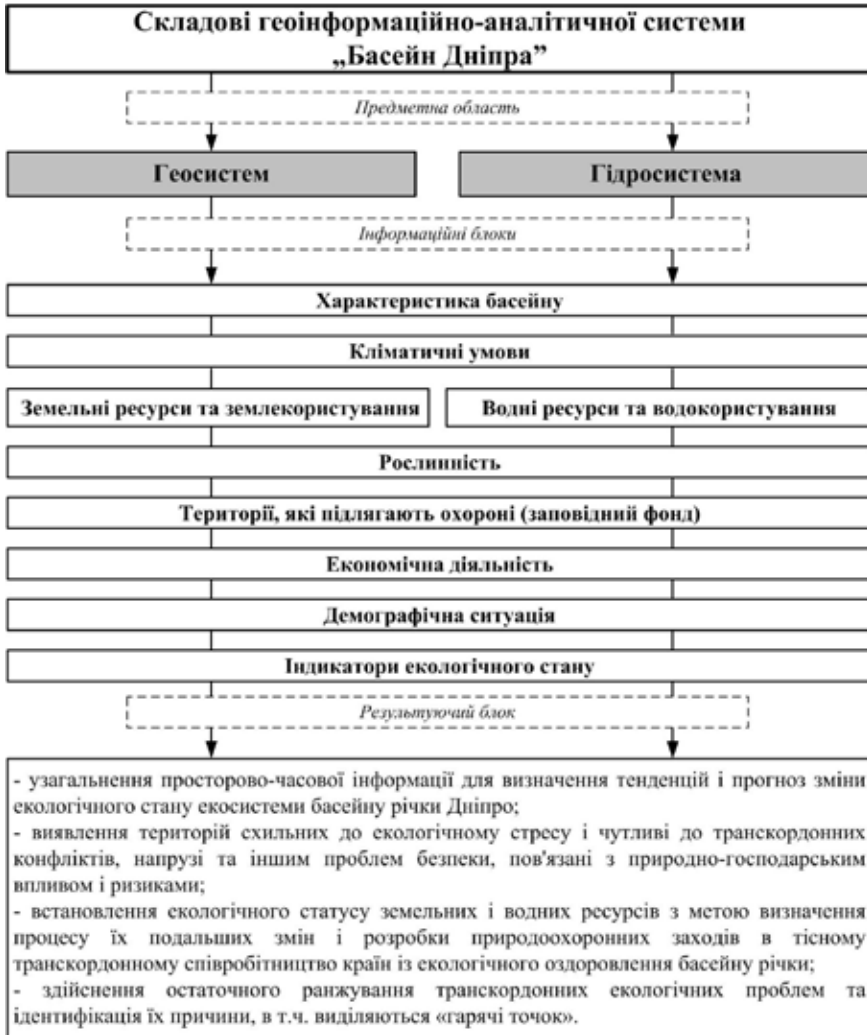 Складові геоінформаційно-аналітичної системи
„Басейн Дніпра”
Предметна область
Геосистем
Гідросистема
Інформаційні блоки
Характеристика басейну
Кліматичні умови
Земельні ресурси та землекористування
Водні ресурси та водокористування
Рослинність
Території, які підлягають охороні (заповідний фонд)
Економічна діяльність
Демографічна ситуація
Індикатори екологічного стану
Результуючий блок
- узагальнення просторово-часової інформації для визначення тенденцій і прогноз зміни
екологічного стану екосистеми басейну річки Дніпро;
- виявлення територій схильних до екологічному стресу і чутливі до транскордонних
конфліктів, напрузі та іншим проблем безпеки, пов'язані з природно-господарським
впливом і ризиками;
- встановлення екологічного статусу земельних і водних ресурсів з метою визначення
процесу їх подальших змін і розробки природоохоронних заходів в тісному
транскордонному співробітництво країн із екологічного оздоровлення басейну річки;
- здійснення остаточного ранжування транскордонних екологічних проблем та
ідентифікація їх причини, в т.ч. виділяються «гарячі точок».